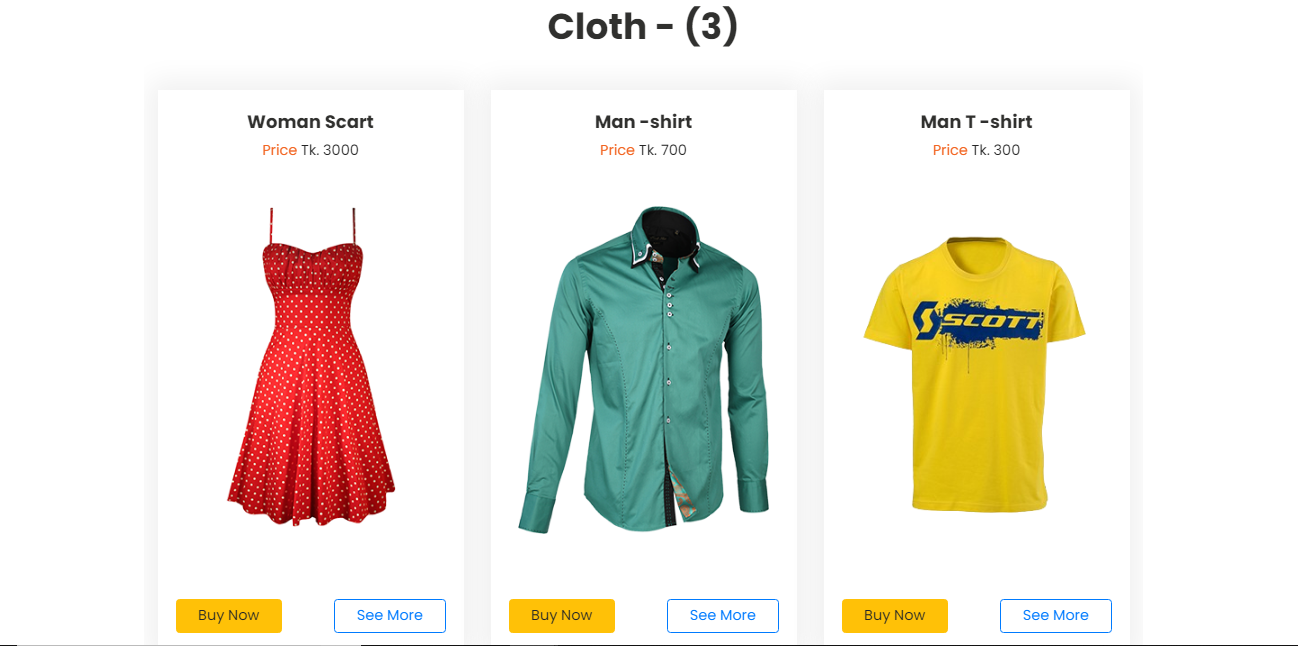 Cloth - (3)
Woman Scart
Price Tk. 3000
Buy Now
See More
Man -shirt
Price Tk. 700
Buy Now
See More
Man T -shirt
Price Tk. 300
SCOTT
Buy Now
See More